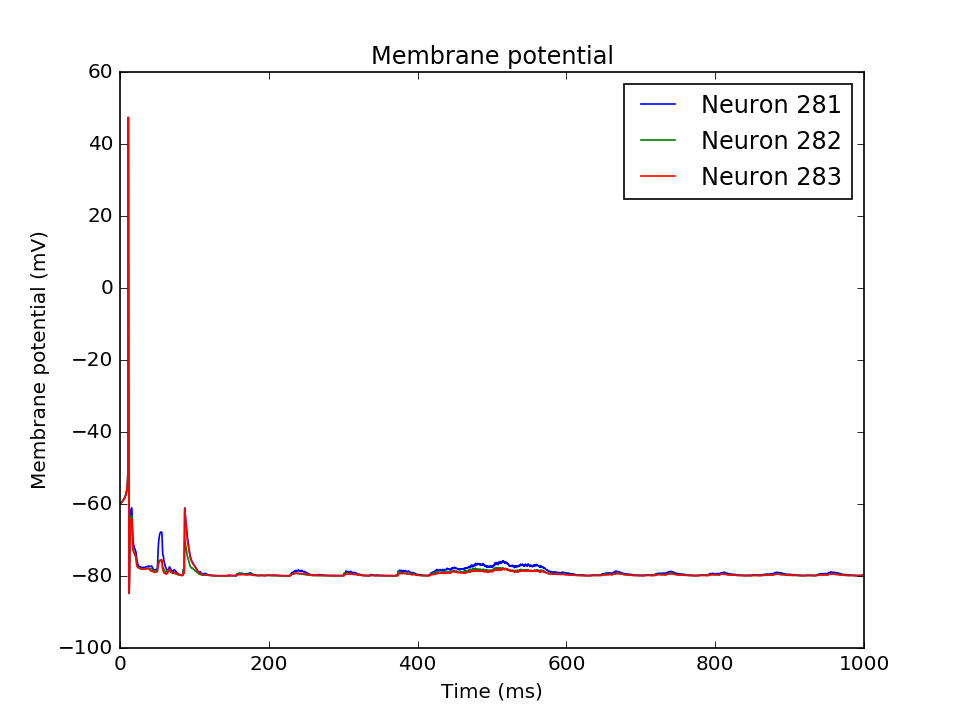 Membrane potential
60
40
20
0
−20
−40
−60
−80
−100
Membrane potential (mV)
Neuron 281
Neuron 282
Neuron 283
0 200 400 600 800 1000
Time (ms)